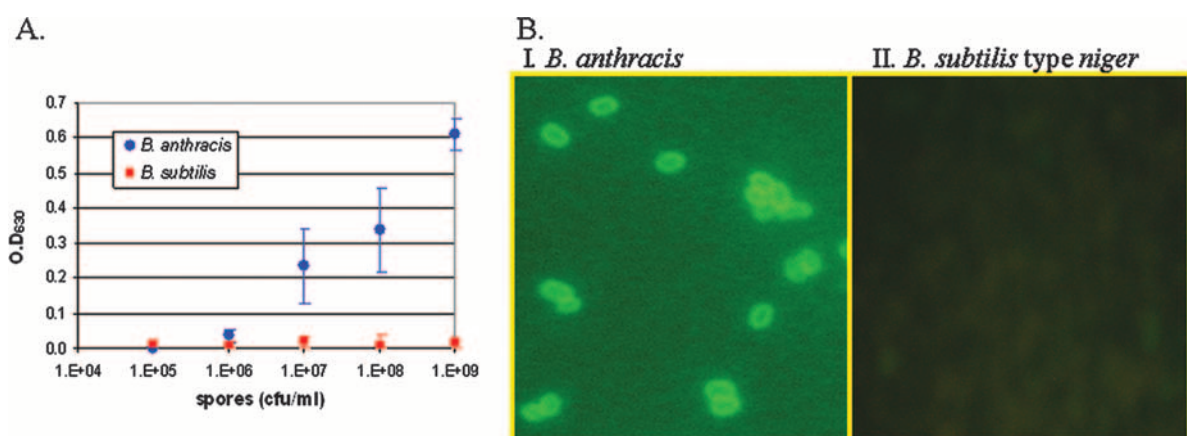 A.
B.
I. B. anthracis
II. B. subtilis type niger
0.7
0.6
0.5
0.4
0.3
0.2
0.1
0.0
O.D630
B. anthracis
B. subtilis
1.E+04 1.E+05 1.E+06 1.E+07 1.E+08 1.E+09
spores (cfu/ml)